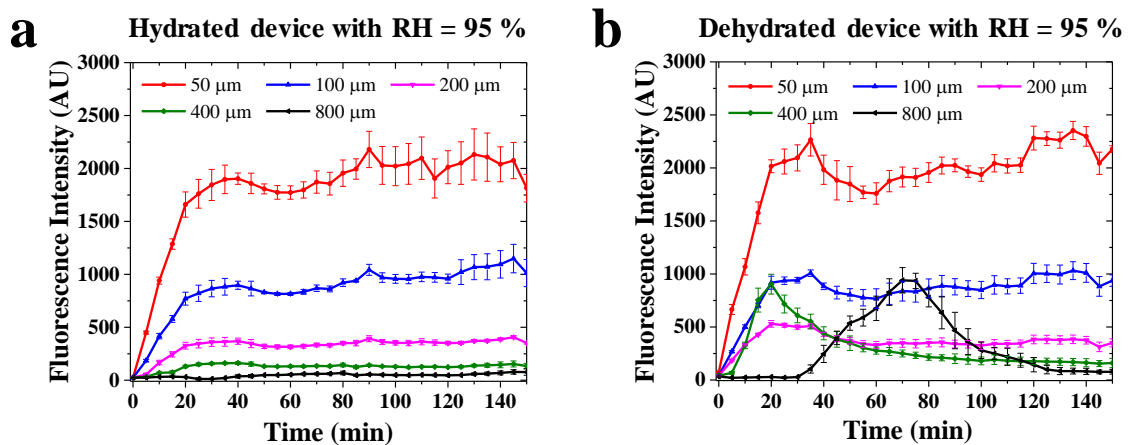 a
Hydrated device with RH = 95 %
Fluorescence Intensity (AU)
3000
2500
2000
1500
1000
500
0
50 μm
100 μm
200 μm
400 μm
800 μm
0 20 40 60 80 100 120 140
Time (min)
b
Dehydrated device with RH = 95 %
Fluorescence Intensity (AU)
3000
2500
2000
1500
1000
500
0
50 μm
100 μm
200 μm
400 μm
800 μm
0 20 40 60 80 100 120 140
Time (min)